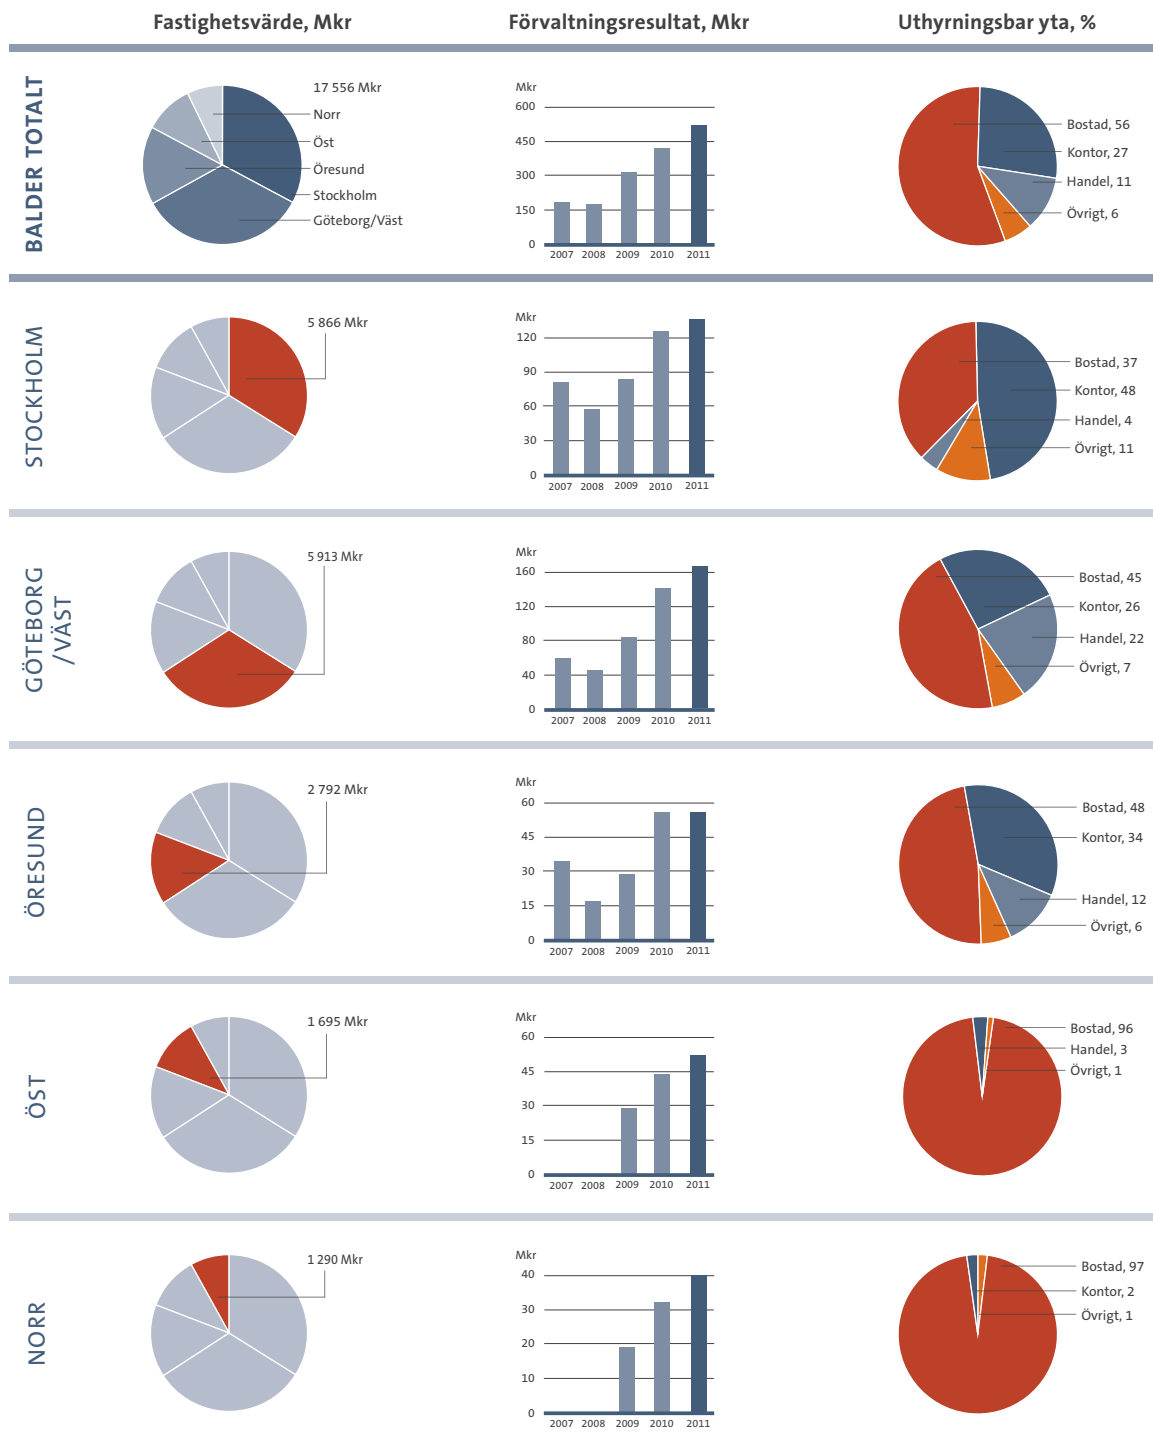 Fastighetsvärde, Mkr
Förvaltningsresultat, Mkr
Uthyrningsbar yta, %
BALDER TOTALT
17 556 Mkr
Norr
Öst
Öresund
Stockholm
Göteborg/Väst
Mkr
600
450
300
150
0
2007 2008 2009 2010 2011
Bostad, 56
Kontor, 27
Handel, 11
Övrigt, 6
STOCKHOLM
5 866 Mkr
Mkr
120
90
60
30
0
2007 2008 2009 2010 2011
Bostad, 37
Kontor, 48
Handel, 4
Övrigt, 11
GÖTEBORG
/VÄST
5 913 Mkr
Mkr
160
120
80
40
0
2007 2008 2009 2010 2011
Bostad, 45
Kontor, 26
Handel, 22
Övrigt, 7
ÖRESUND
2 792 Mkr
Mkr
60
45
30
15
0
2007 2008 2009 2010 2011
Bostad, 48
Kontor, 34
Handel, 12
Övrigt, 6
ÖST
1 695 Mkr
Mkr
60
45
30
15
0
2007 2008 2009 2010 2011
Bostad, 96
Handel, 3
Övrigt, 1
NORR
1 290 Mkr
Mkr
40
30
20
10
0
2007 2008 2009 2010 2011
Bostad, 97
Kontor, 2
Övrigt, 1